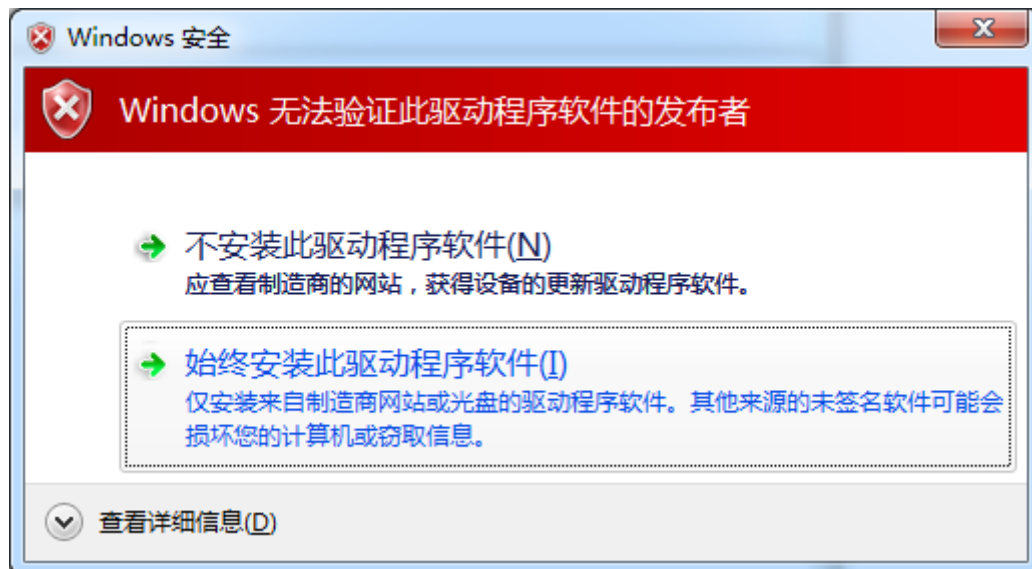 Windows 安全
Windows 无法验证此驱动程序软件的发布者
不安装此驱动程序软件(N)
应查看制造商的网站，获得设备的更新驱动程序软件。
始终安装此驱动程序软件(I)
仅安装来自制造商网站或光盘的驱动程序软件。其他来源的未签名软件可能会
损坏您的计算机或窃取信息。
查看详细信息(D)